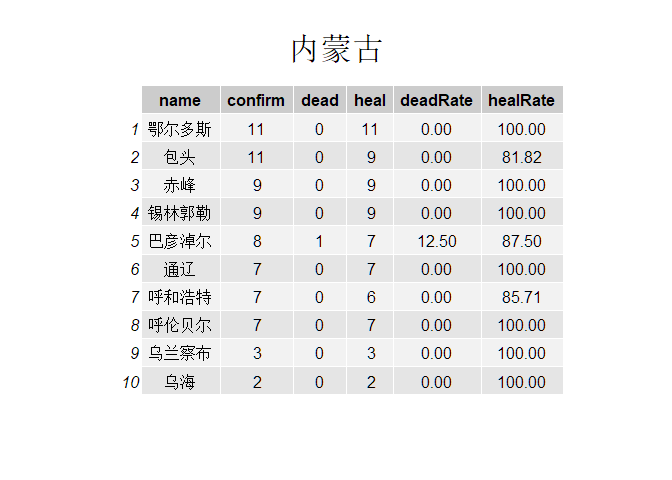 内蒙古
name confirm dead heal deadRate healRate
1 鄂尔多斯 11 0 11 0.00 100.00
2 包头 11 0 9 0.00 81.82
3 赤峰 9 0 9 0.00 100.00
4 锡林郭勒 9 0 9 0.00 100.00
5 巴彦淖尔 8 1 7 12.50 87.50
6 通辽 7 0 7 0.00 100.00
7 呼和浩特 7 0 6 0.00 85.71
8 呼伦贝尔 7 0 7 0.00 100.00
9 乌兰察布 3 0 3 0.00 100.00
10 乌海 2 0 2 0.00 100.00